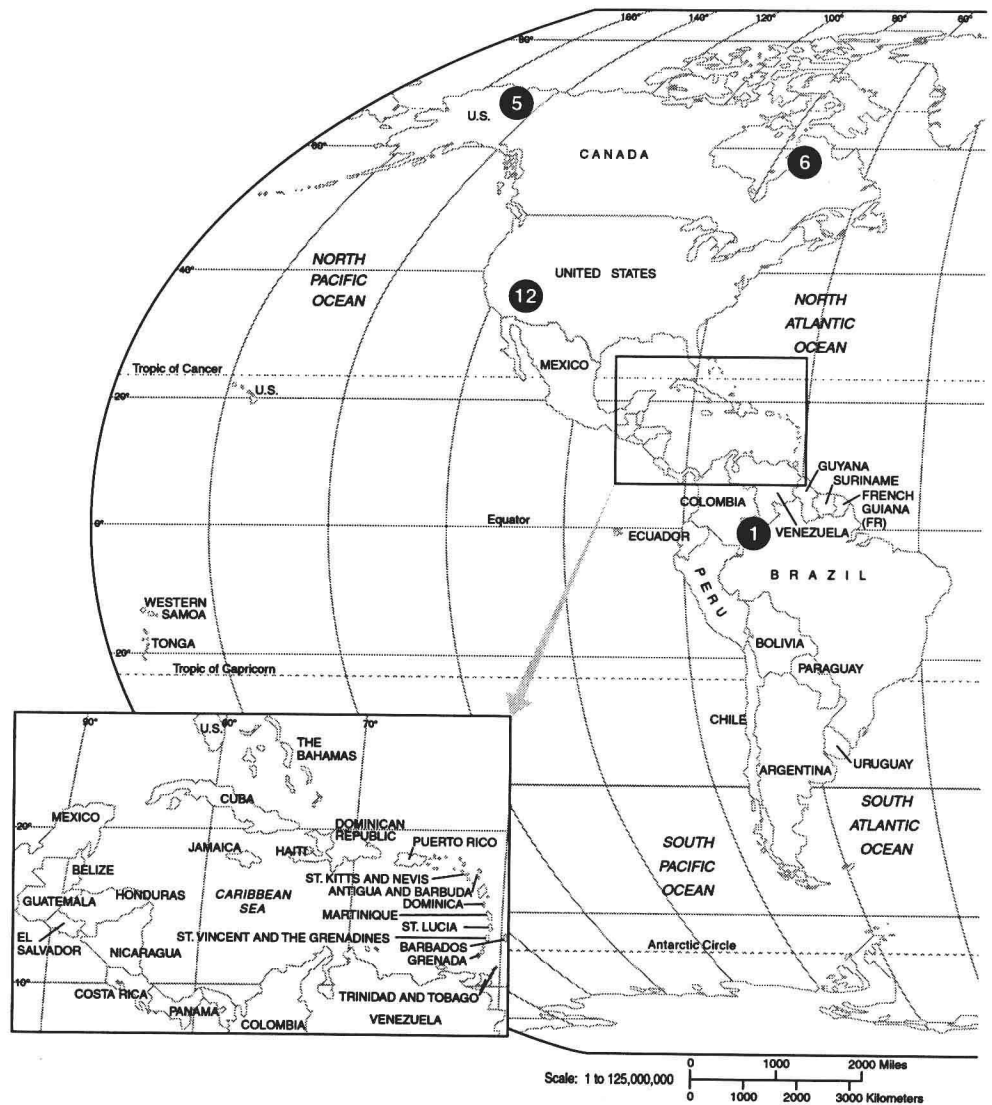 160° 140° 120° 100° 80° 60°
80°
5
U.S.
60°
CANADA
6
NORTH
PACIFIC
OCEAN
40°
UNITED STATES
12
NORTH
ATLANTIC
OCEAN
MEXICO
Tropic of Cancer
U.S.
20°
GUYANA
SURINAME
FRENCH
GUIANA
(FR)
COLOMBIA
VENEZUELA
Equator
0°
ECUADOR
1
BRAZIL
PERU
WESTERN
SAMOA
TONGA
BOLIVIA
20°
Tropic of Capricorn
PARAGUAY
CHILE
URUGUAY
ARGENTINA
SOUTH
ATLANTIC
OCEAN
SOUTH
PACIFIC
OCEAN
Antarctic Circle
90° 80° 70°
U.S.
THE
BAHAMAS
CUBA
MEXICO
20°
DOMINICAN
REPUBLIC
PUERTO RICO
JAMAICA
HAITI
BELIZE
ST. KITTS AND NEVIS
ANTIGUA AND BARBUDA
GUATEMALA
HONDURAS
CARIBBEAN
SEA
DOMINICA
MARTINIQUE
ST. LUCIA
EL
SALVADOR
ST. VINCENT AND THE GRENADINES
NICARAGUA
BARBADOS
GRENADA
10°
COSTA RICA
TRINIDAD AND TOBAGO
PANAMA
COLOMBIA
VENEZUELA
Scale: 1 to 125,000,000
0 1000 2000 Miles
0 1000 2000 3000 Kilometers